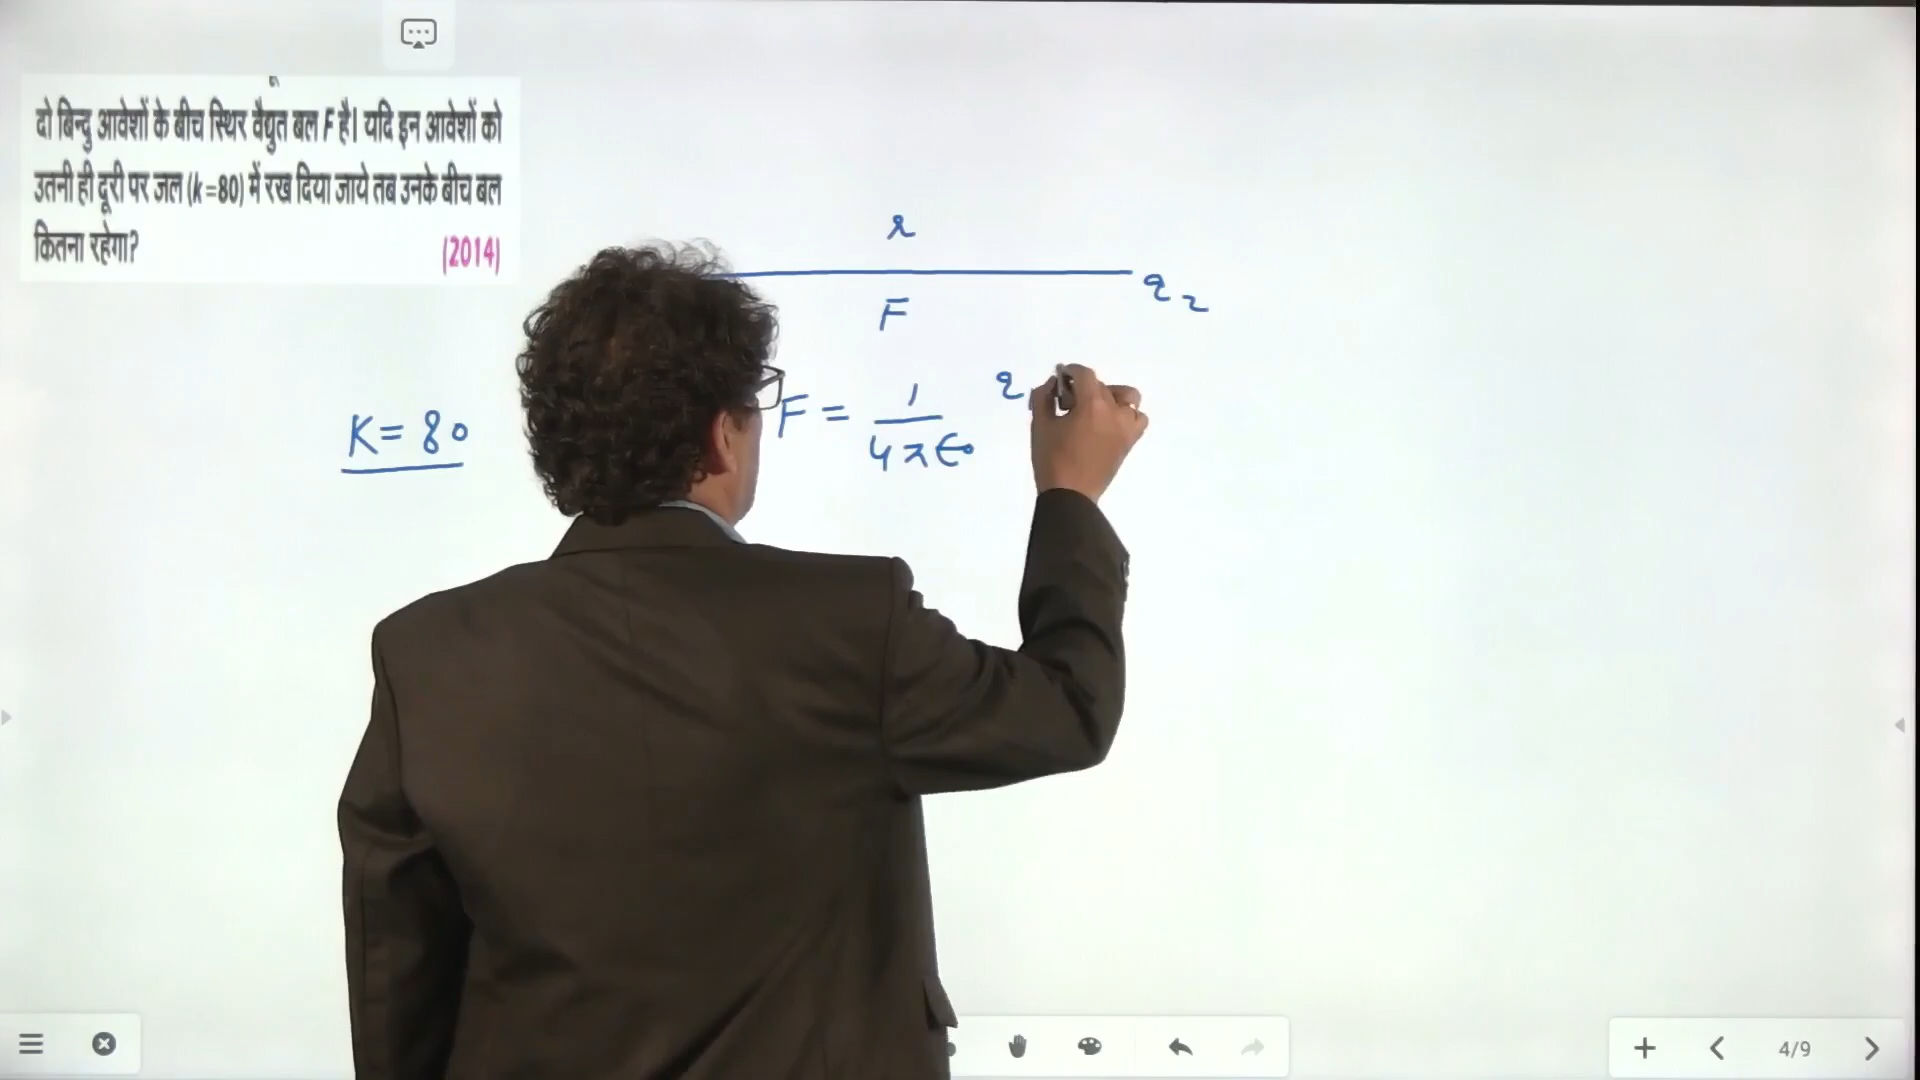 दो बिन्दु आवेशों के बीच स्थिर वैद्युत बल F है। यदि इन आवेशों को
उतनी ही दूरी पर जल (k=80) में रख दिया जाये तब उनके बीच बल
कितना रहेगा?
(2014)
r
q2
F
K= 80
F = 1/4πϵ0 q1
4/9